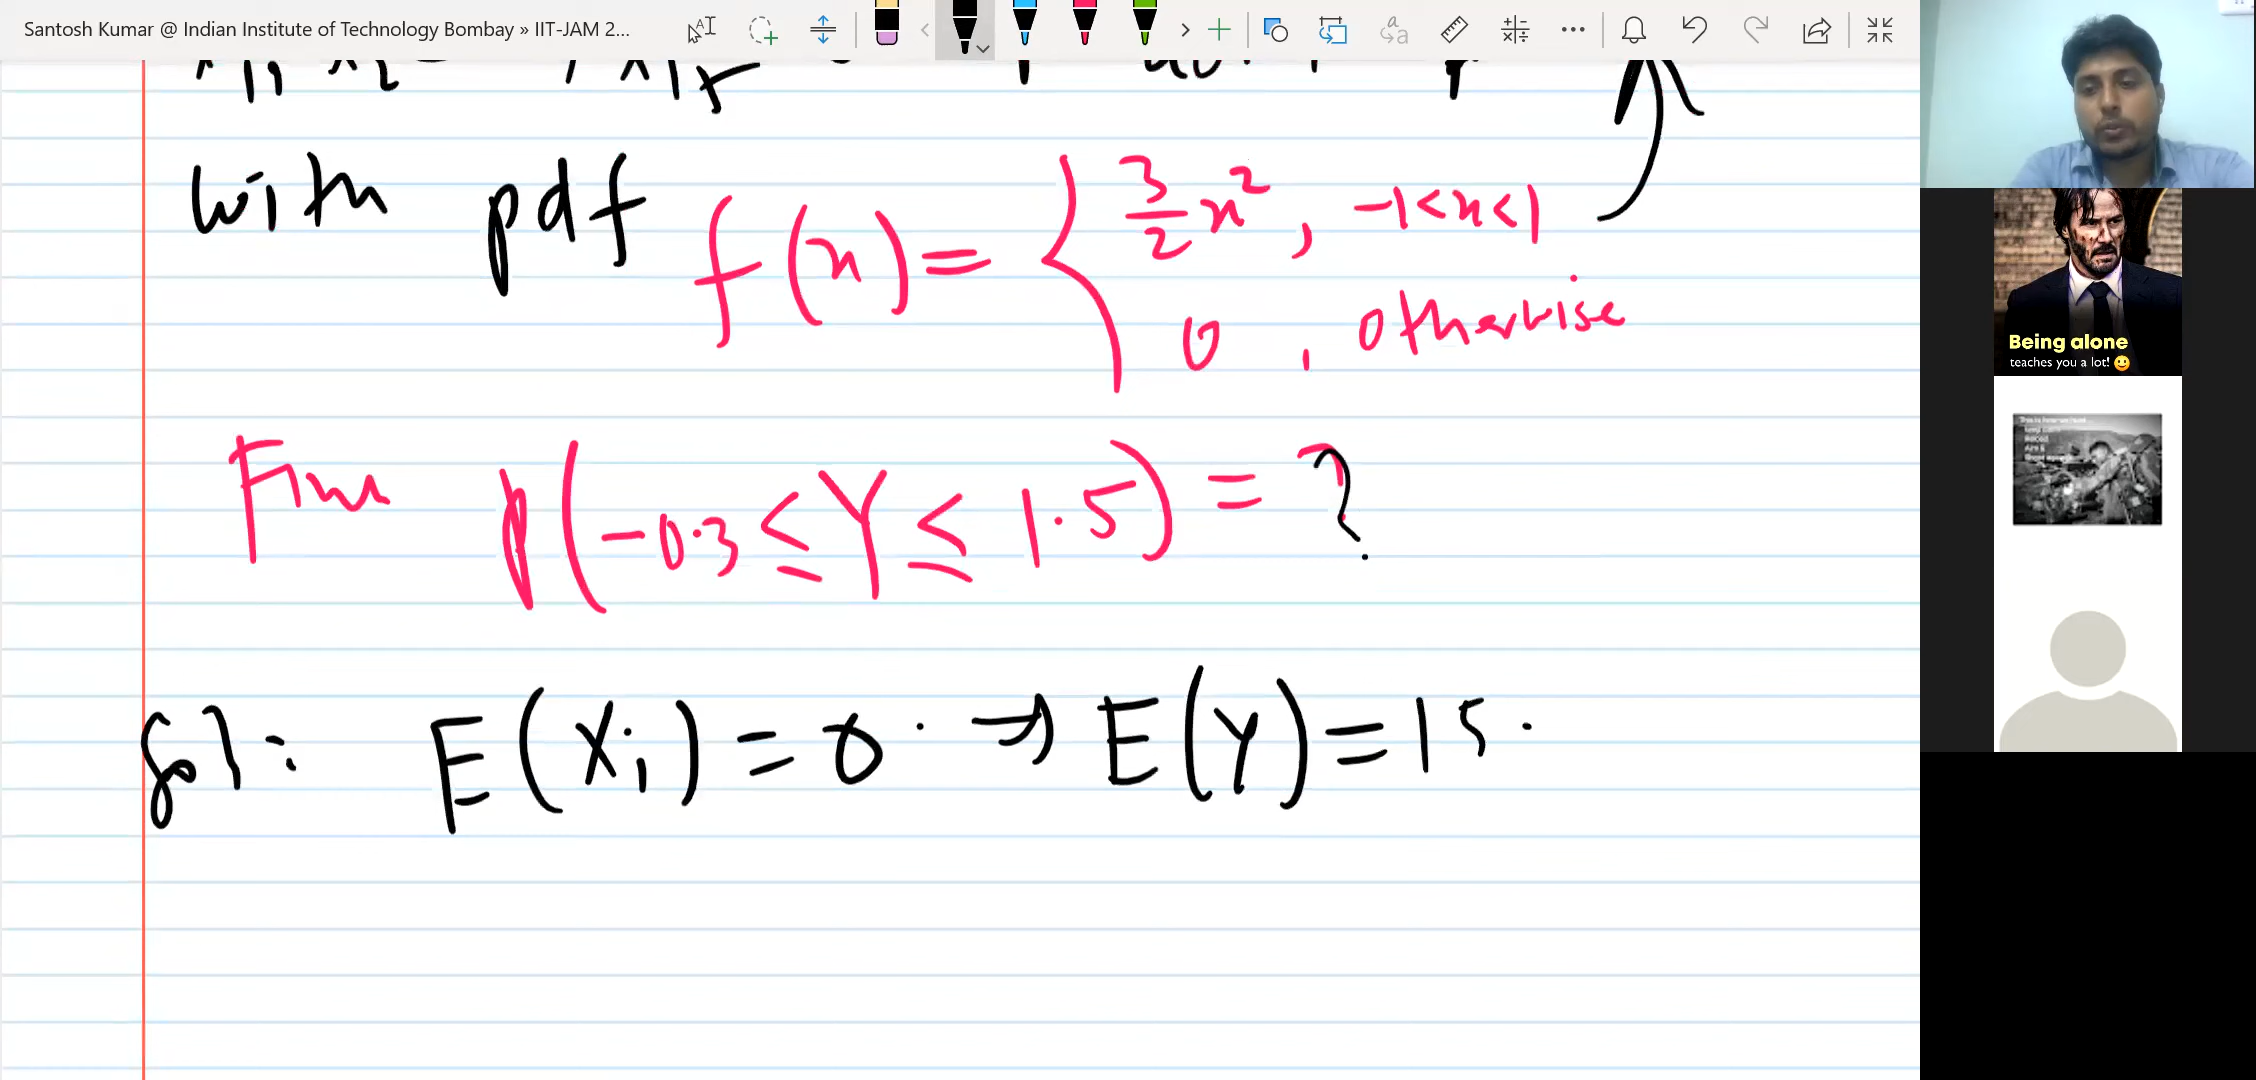 Santosh Kumar @ Indian Institute of Technology Bombay » IIT-JAM 2...
with pdf f(x) = { 3/2 x², -1<x<1
0, otherwise
Find P(-0.3 ≤ Y ≤ 1.5) = ?
Sol: E(Xi) = 0. → E(Y) = 15.
Being alone
teaches you a lot! 🙂